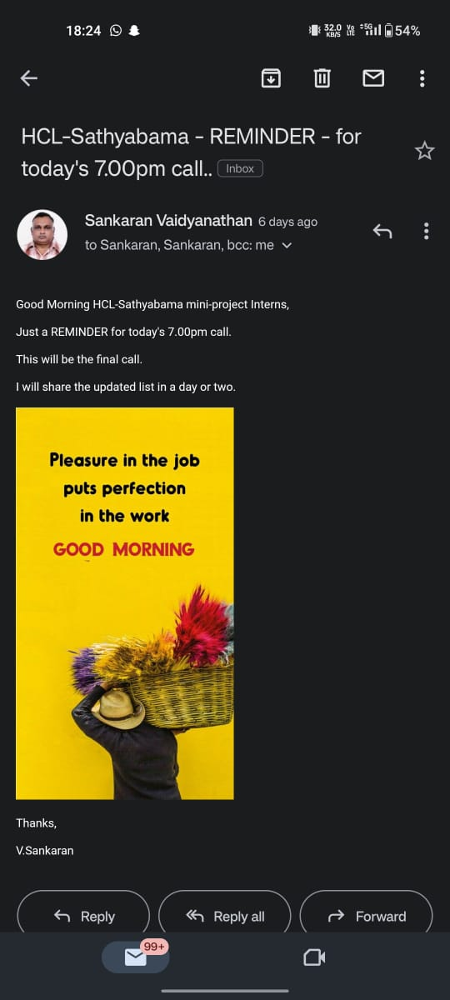 18:24 32.0 KB/S Vo LTE 5G 54%
HCL-Sathyabama - REMINDER - for
today's 7.00pm call.. Inbox
Sankaran Vaidyanathan 6 days ago
to Sankaran, Sankaran, bcc: me
Good Morning HCL-Sathyabama mini-project Interns,
Just a REMINDER for today's 7.00pm call.
This will be the final call.
I will share the updated list in a day or two.
Pleasure in the job
puts perfection
in the work
GOOD MORNING
Thanks,
V.Sankaran
Reply Reply all Forward
99+